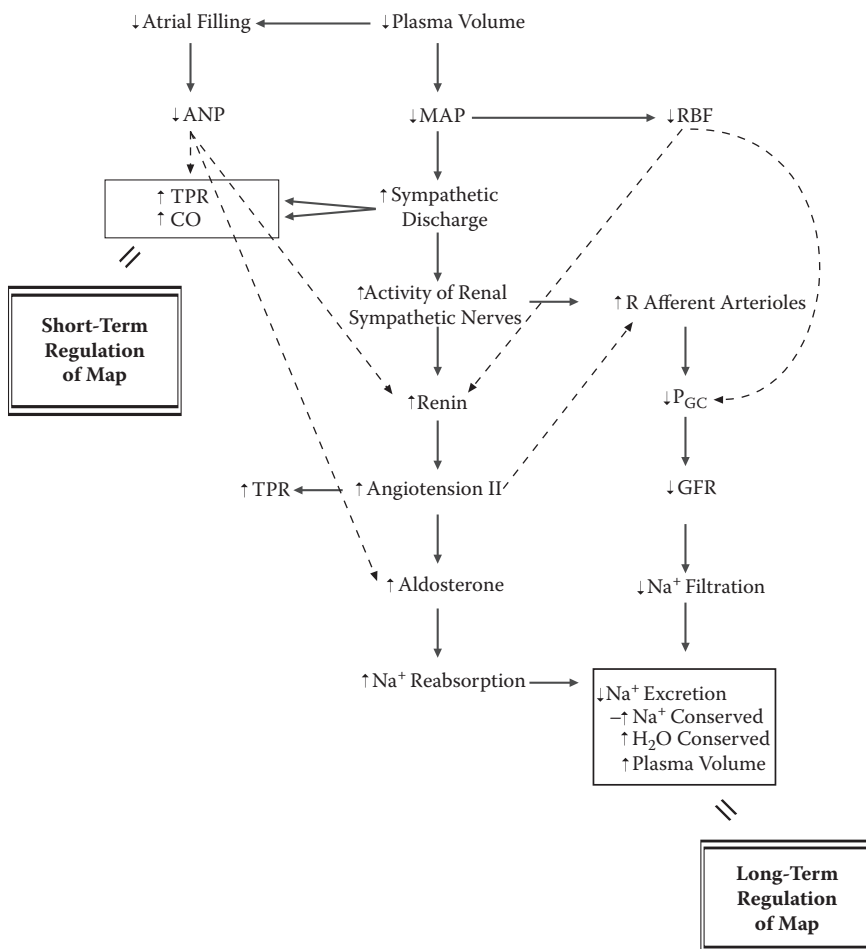 ↓Atrial Filling
↓Plasma Volume
↓ANP
↓MAP
↓RBF
↑ TPR
↑ CO
↑ Sympathetic
Discharge
Short-Term
Regulation
of Map
↑Activity of Renal
Sympathetic Nerves
↑R Afferent Arterioles
↑Renin
↓P_GC
↑ TPR
↑ Angiotension II
↓GFR
↑Aldosterone
↓Na⁺ Filtration
↑Na⁺ Reabsorption
↓Na⁺ Excretion
–↑ Na⁺ Conserved
↑H₂O Conserved
↑Plasma Volume
Long-Term
Regulation
of Map